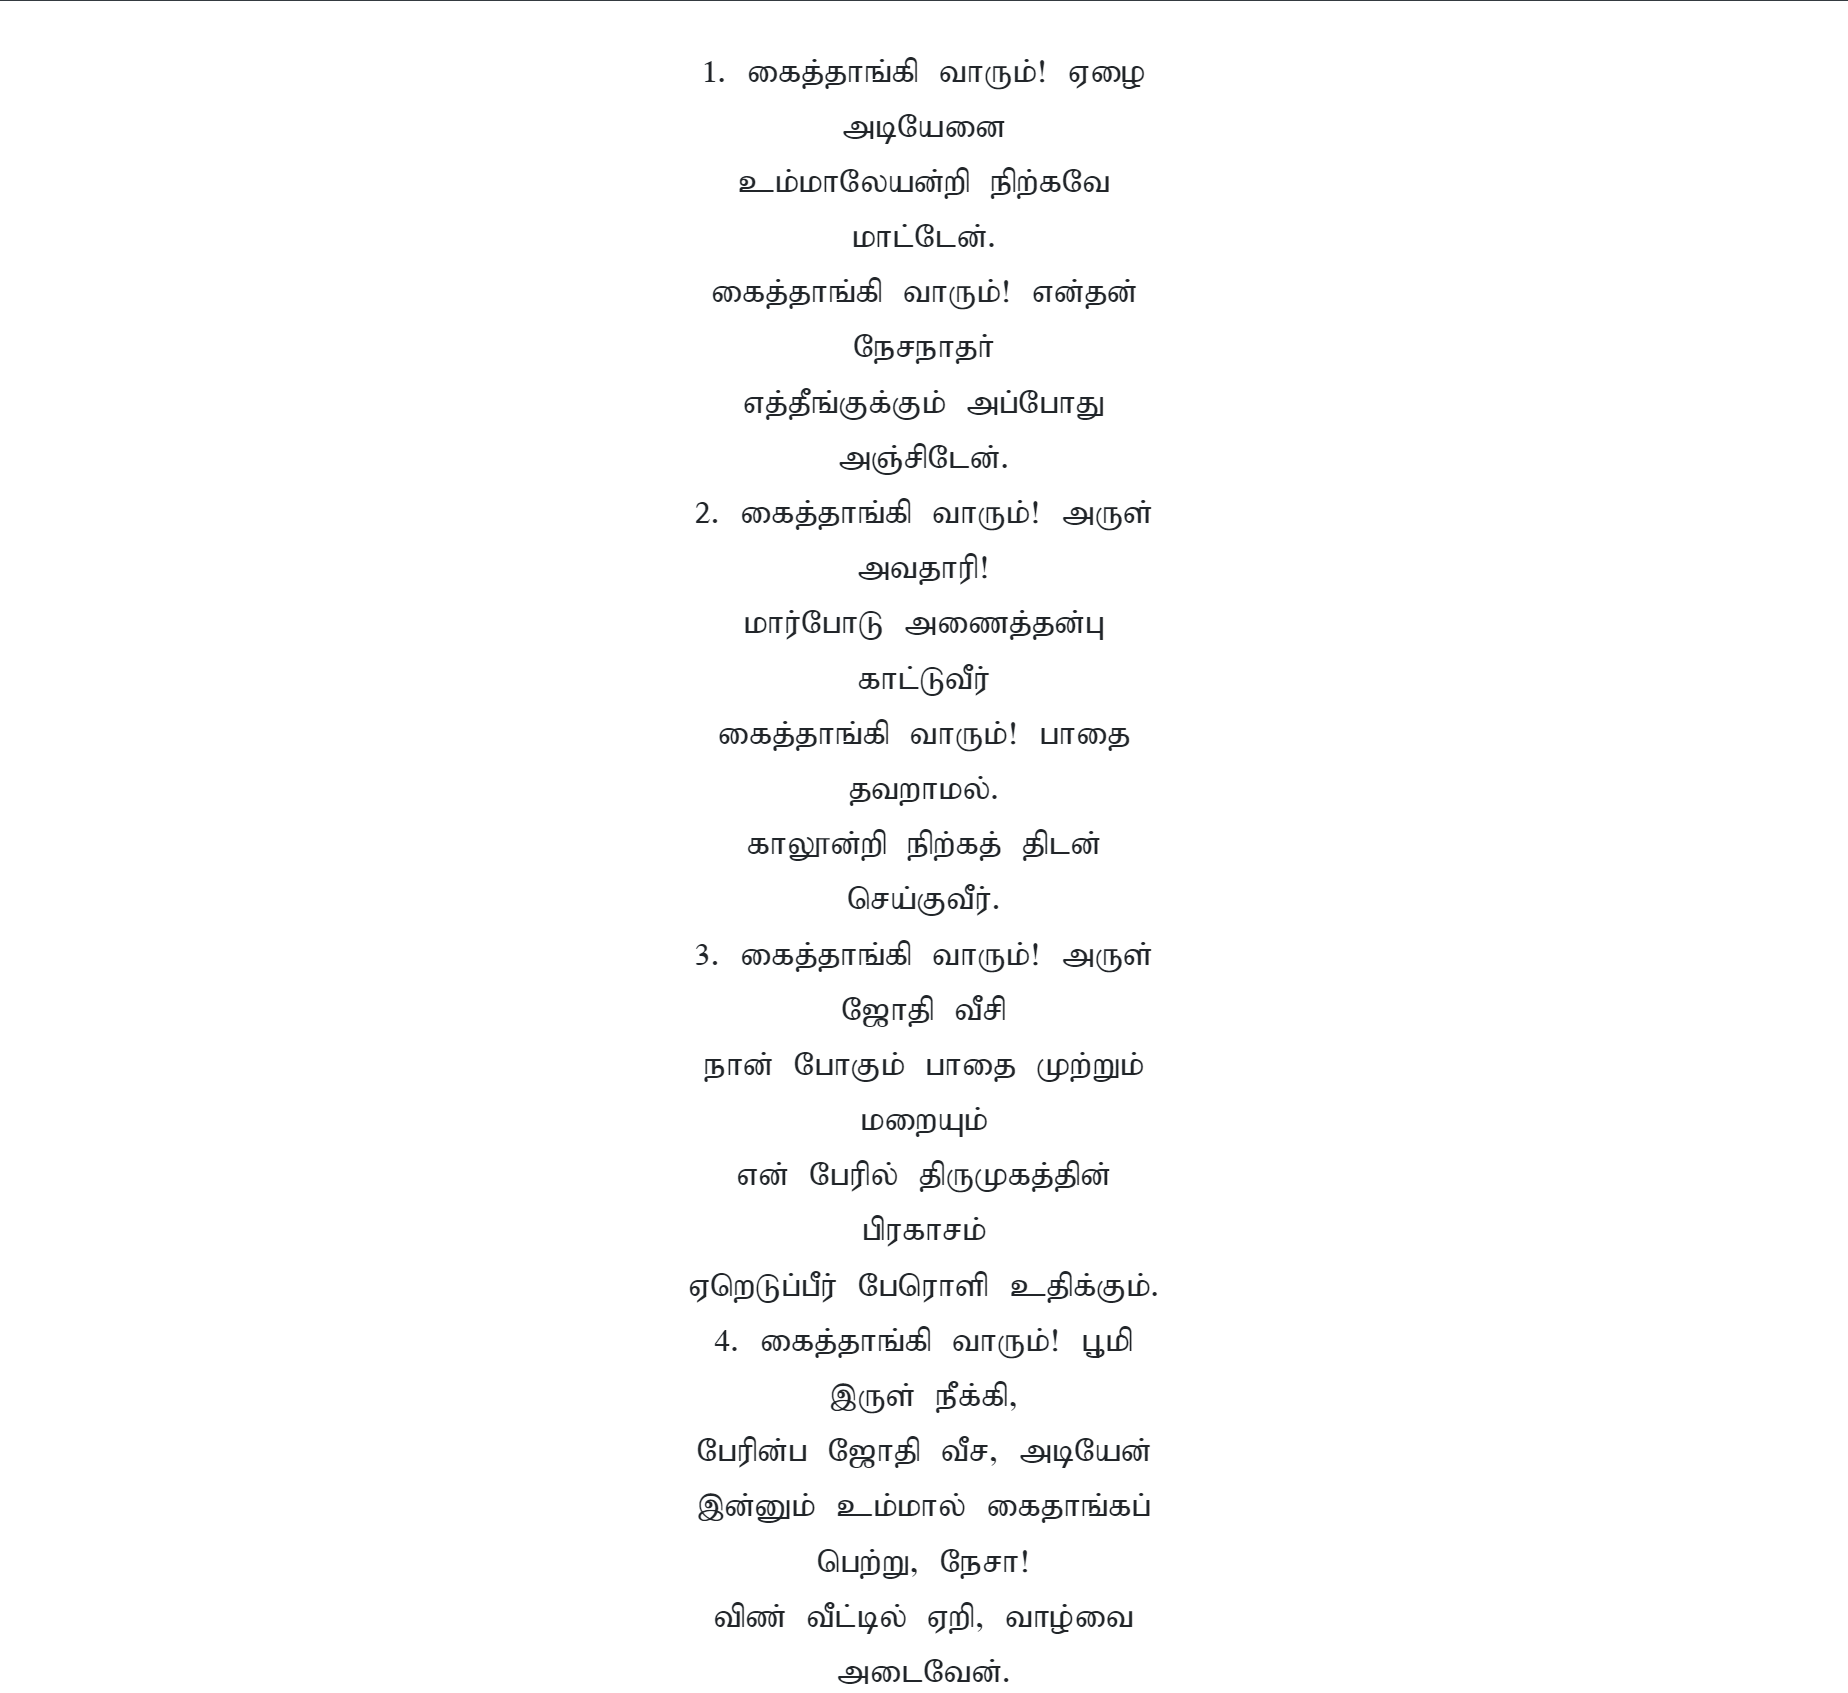 1. கைத்தாங்கி வாரும்! ஏழை
அடியேனை
உம்மாலேயன்றி நிற்கவே
மாட்டேன்.
கைத்தாங்கி வாரும்! என்தன்
நேசநாதர்
எத்தீங்குக்கும் அப்போது
அஞ்சிடேன்.
2. கைத்தாங்கி வாரும்! அருள்
அவதாரி!
மார்போடு அணைத்தன்பு
காட்டுவீர்
கைத்தாங்கி வாரும்! பாதை
தவறாமல்.
காலூன்றி நிற்கத் திடன்
செய்குவீர்.
3. கைத்தாங்கி வாரும்! அருள்
ஜோதி வீசி
நான் போகும் பாதை முற்றும்
மறையும்
என் பேரில் திருமுகத்தின்
பிரகாசம்
ஏறெடுப்பீர் பேரொளி உதிக்கும்.
4. கைத்தாங்கி வாரும்! பூமி
இருள் நீக்கி,
பேரின்ப ஜோதி வீச, அடியேன்
இன்னும் உம்மால் கைதாங்கப்
பெற்று, நேசா!
விண் வீட்டில் ஏறி, வாழ்வை
அடைவேன்.